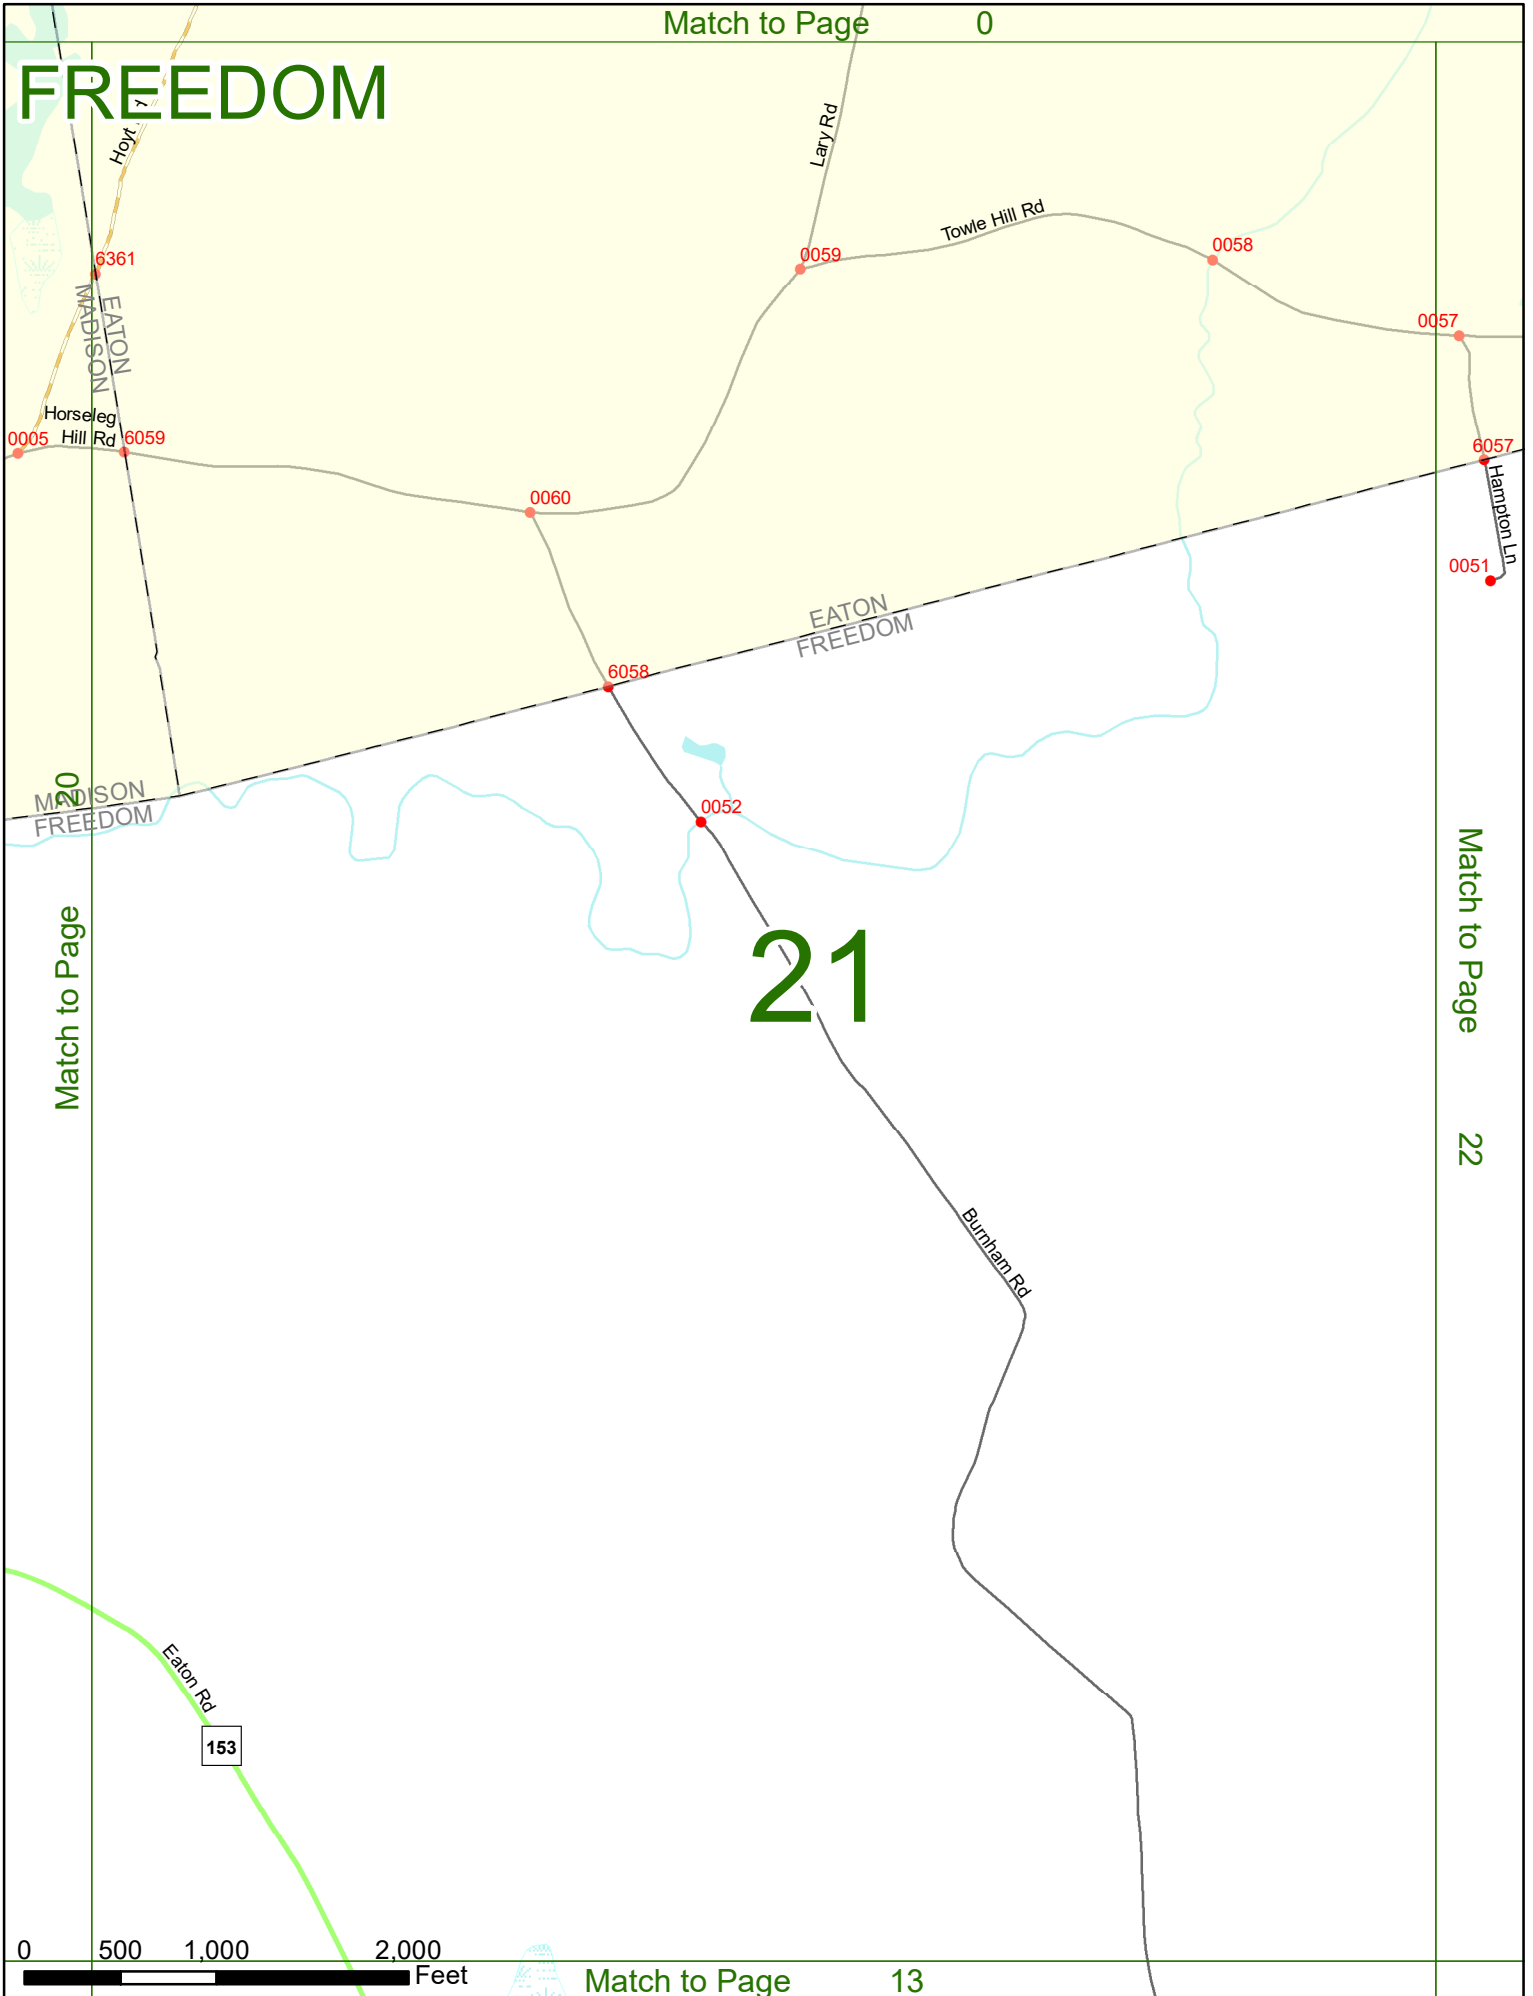 Match to Page 0
FREEDOM
Hoyt
Lary Rd
Towle Hill Rd
0059
0058
6361
EATON
MADISON
0057
Horseleg
Hill Rd
0005
6059
6057
Hampton Ln
0060
0051
EATON
FREEDOM
6058
MADISON
FREEDOM
0052
Match to Page 20
21
Match to Page 22
Burnham Rd
Eaton Rd
153
0 500 1,000 2,000
Feet
Match to Page 13